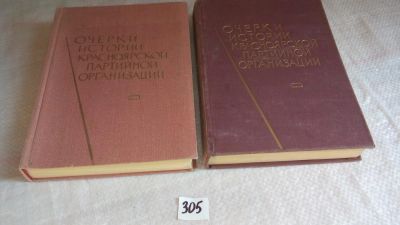 ОЧЕРКИ
ИСТОРИИ
КРАСНОЯРСКОЙ
ПАРТИЙНОЙ
ОРГАНИЗАЦИИ
ОЧЕРКИ
ИСТОРИИ
КРАСНОЯРСКОЙ
ПАРТИЙНОЙ
ОРГАНИЗАЦИИ
305